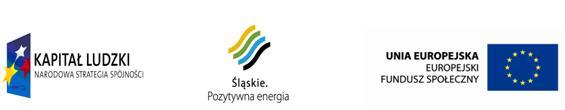 KAPITAŁ LUDZKI
NARODOWA STRATEGIA SPÓJNOŚCI
Śląskie.
Pozytywna energia
UNIA EUROPEJSKA
EUROPEJSKI
FUNDUSZ SPOŁECZNY